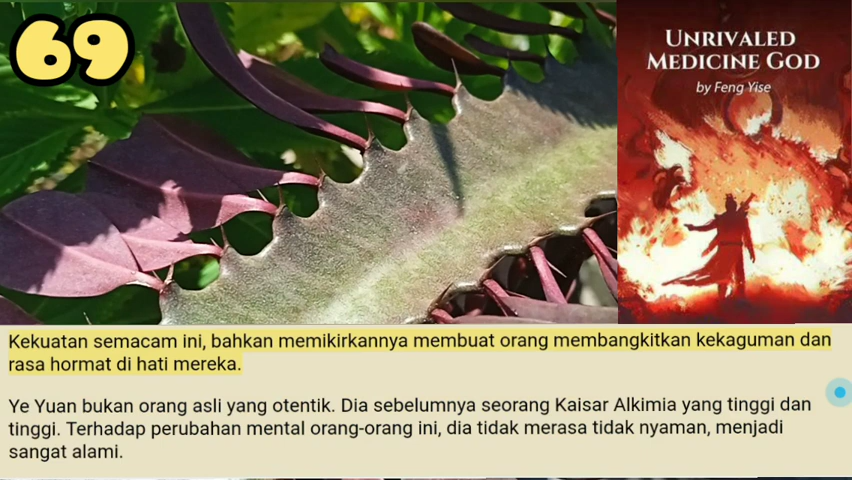 69
UNRIVALED
MEDICINE GOD
by Feng Yise
Kekuatan semacam ini, bahkan memikirkannya membuat orang membangkitkan kekaguman dan
rasa hormat di hati mereka.
Ye Yuan bukan orang asli yang otentik. Dia sebelumnya seorang Kaisar Alkimia yang tinggi dan
tinggi. Terhadap perubahan mental orang-orang ini, dia tidak merasa tidak nyaman, menjadi
sangat alami.